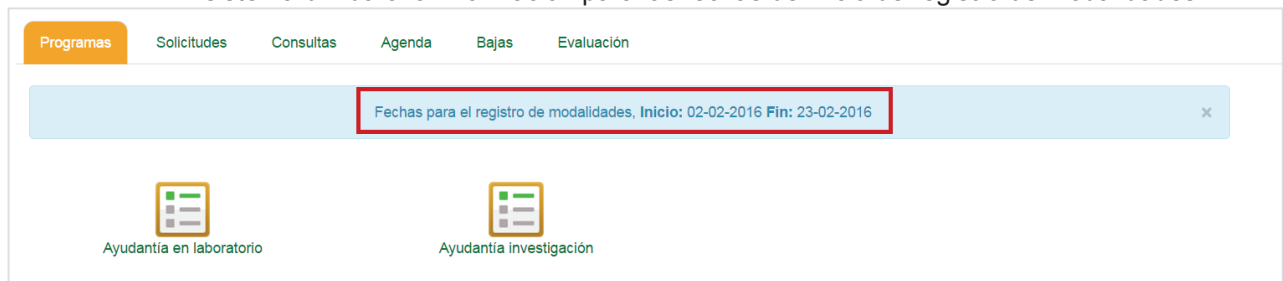 Programas Solicitudes Consultas Agenda Bajas Evaluación
Fechas para el registro de modalidades, Inicio: 02-02-2016 Fin: 23-02-2016 ×
Ayudantía en laboratorio Ayudantía investigación